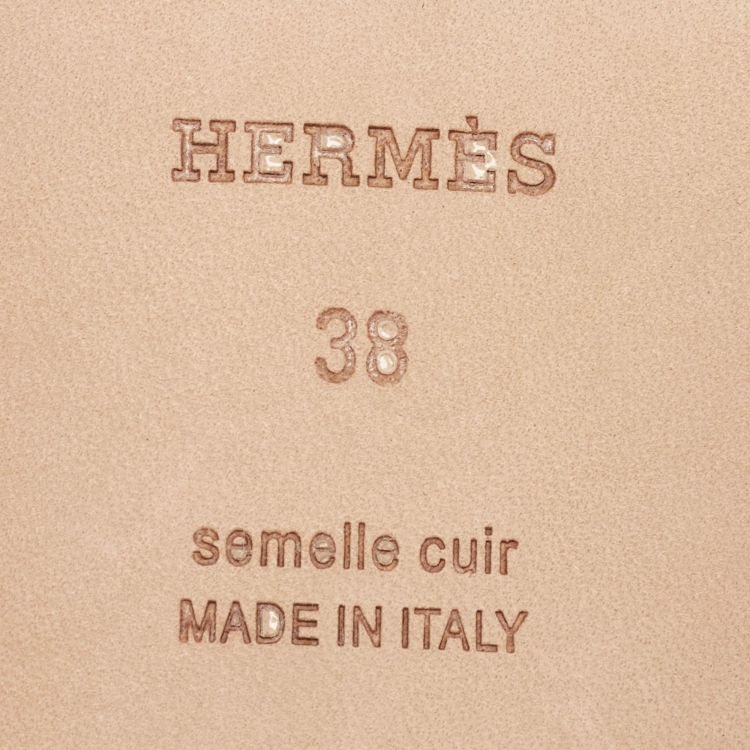 HERMÈS
38
semelle cuir
MADE IN ITALY